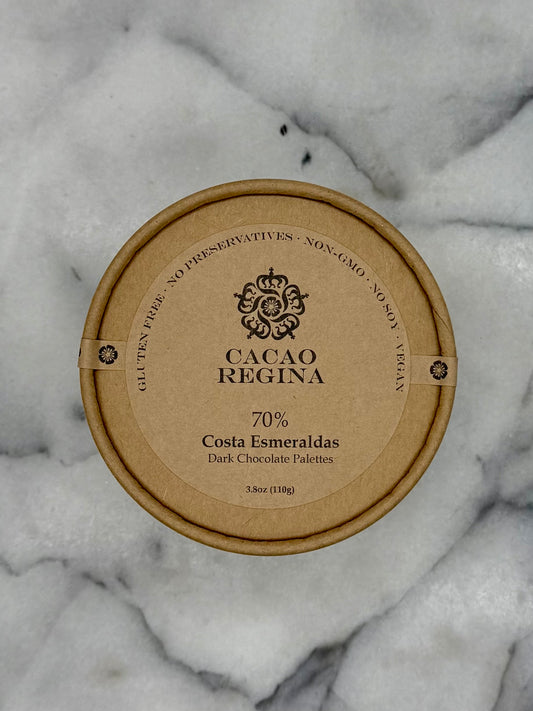 GLUTEN FREE · NO PRESERVATIVES · NON-GMO · NO SOY · VEGAN
CACAO
REGINA
70%
Costa Esmeraldas
Dark Chocolate Palettes
3.8oz (110g)